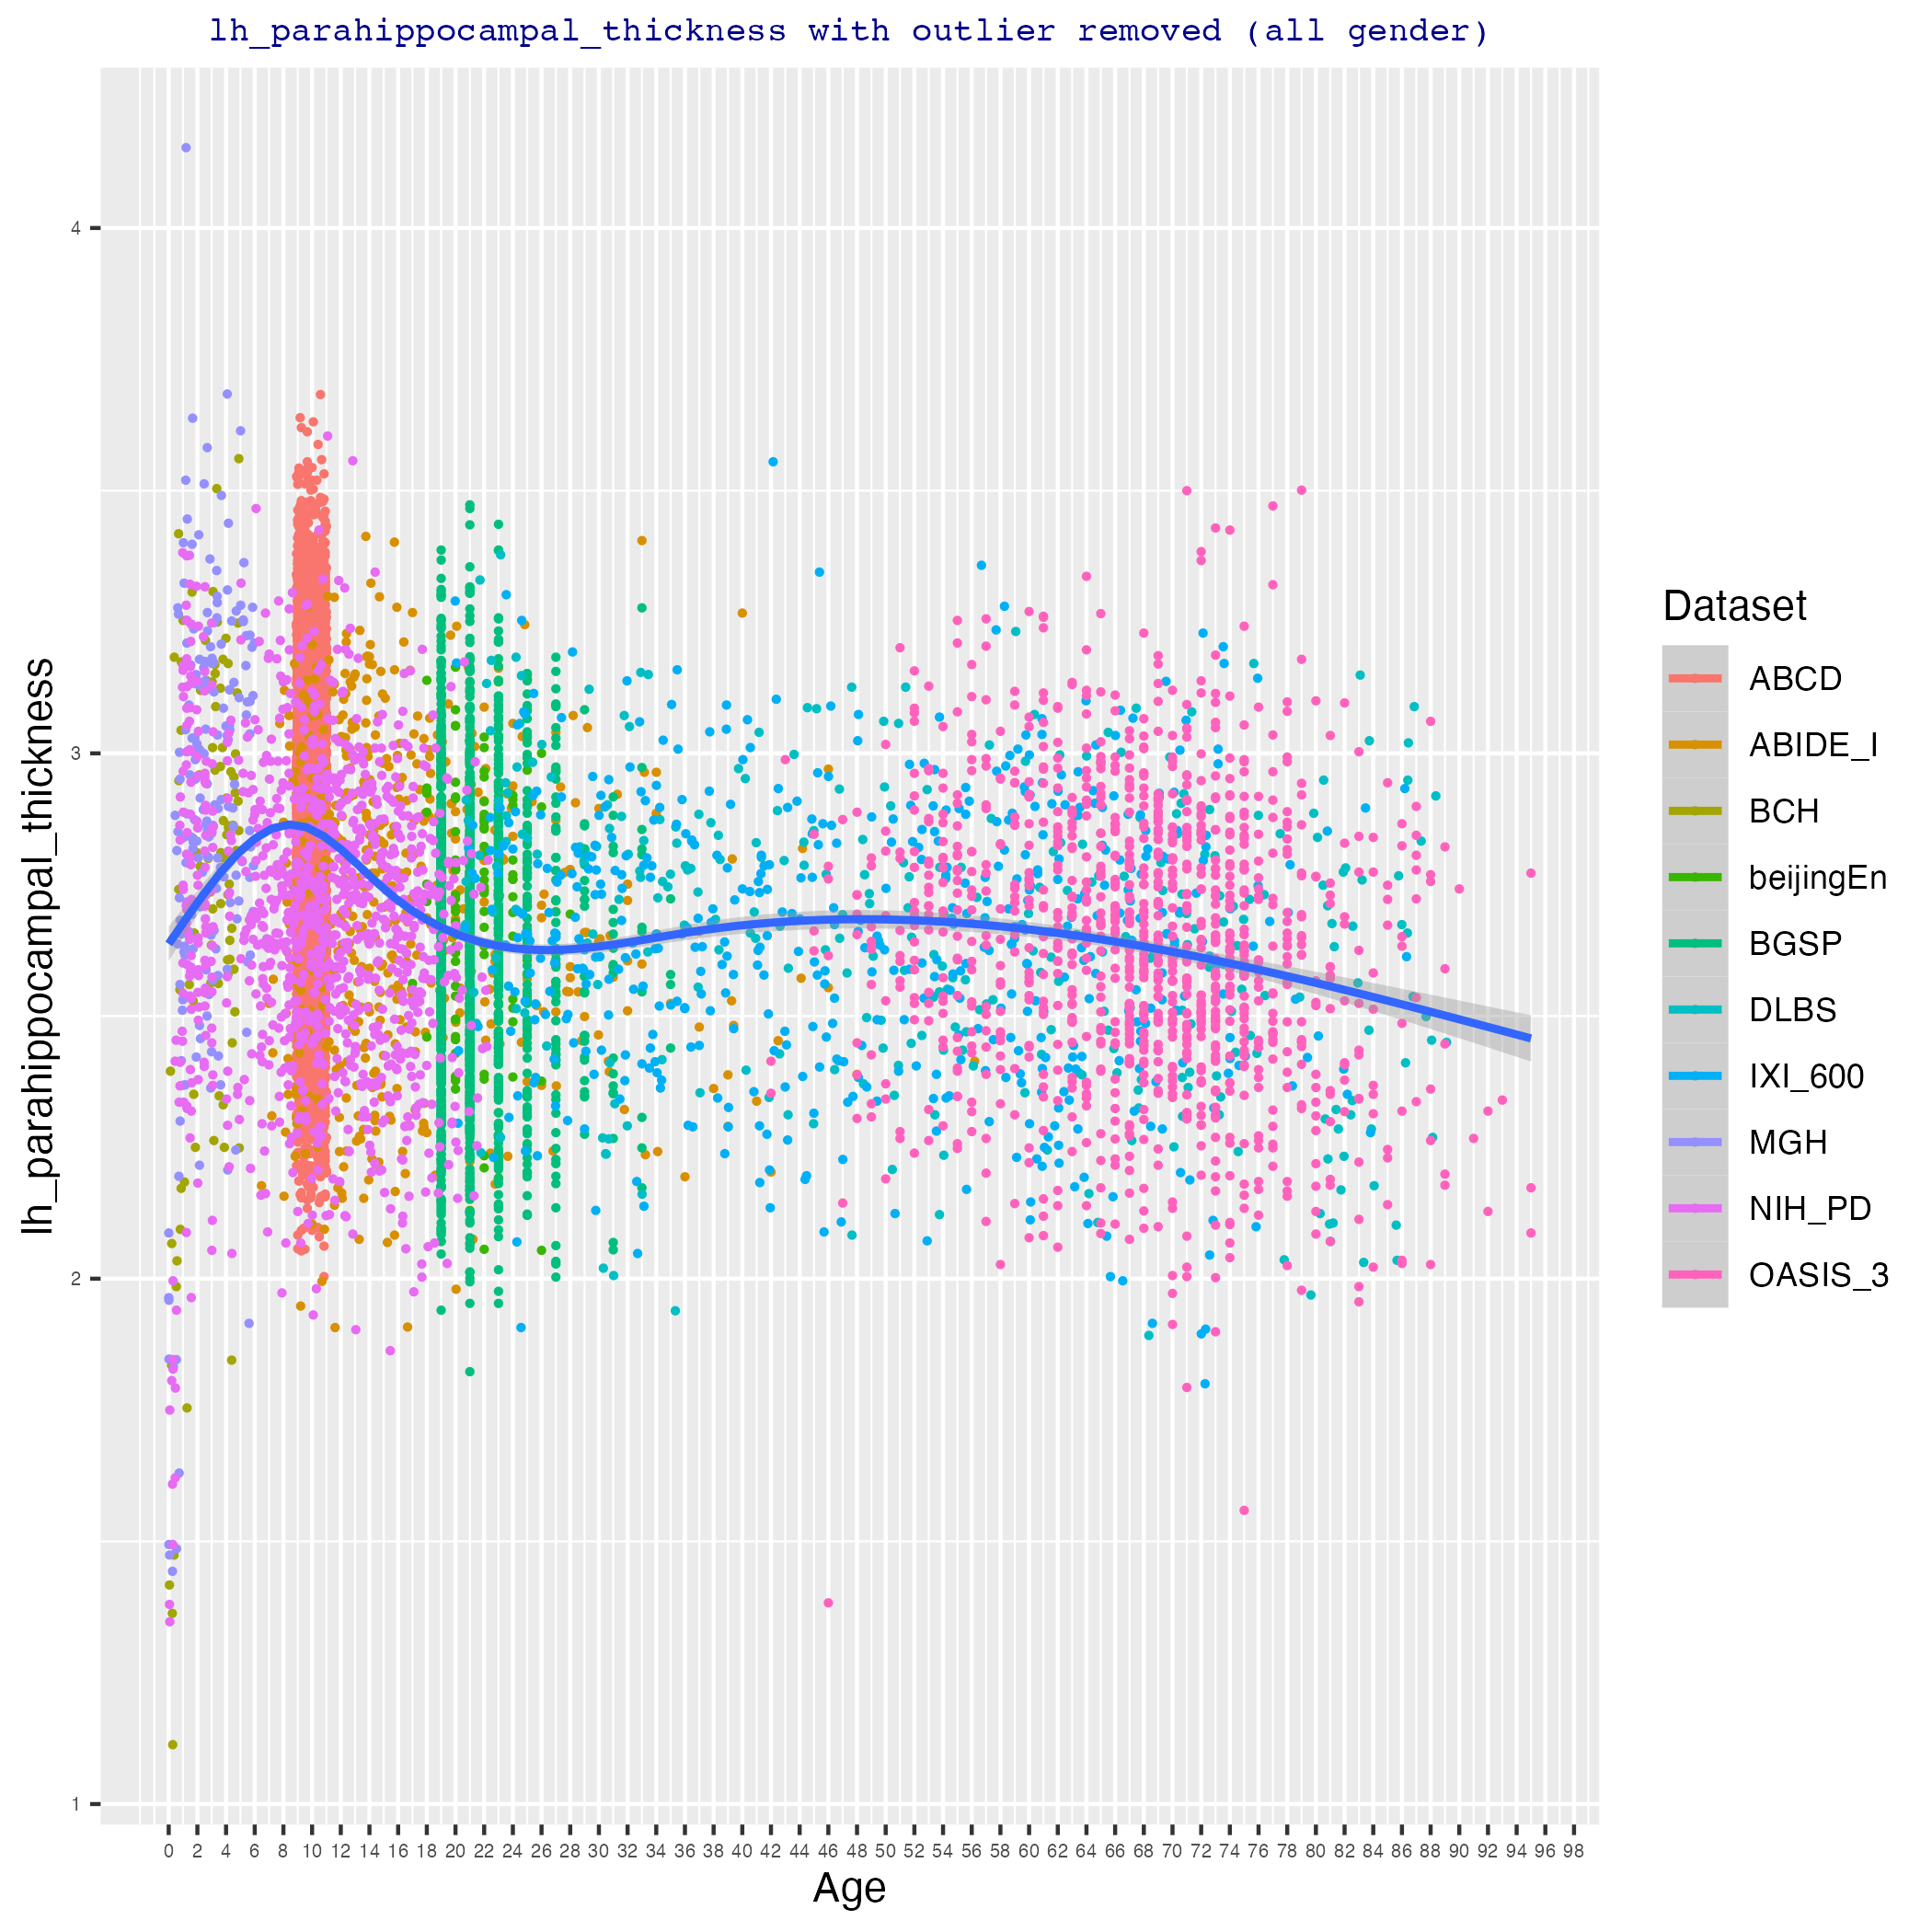 lh_parahippocampal_thickness with outlier removed (all gender)
lh_parahippocampal_thickness
4
3
2
1
0 2 4 6 8 10 12 14 16 18 20 22 24 26 28 30 32 34 36 38 40 42 44 46 48 50 52 54 56 58 60 62 64 66 68 70 72 74 76 78 80 82 84 86 88 90 92 94 96 98
Age
Dataset
ABCD
ABIDE_I
BCH
beijingEn
BGSP
DLBS
IXI_600
MGH
NIH_PD
OASIS_3